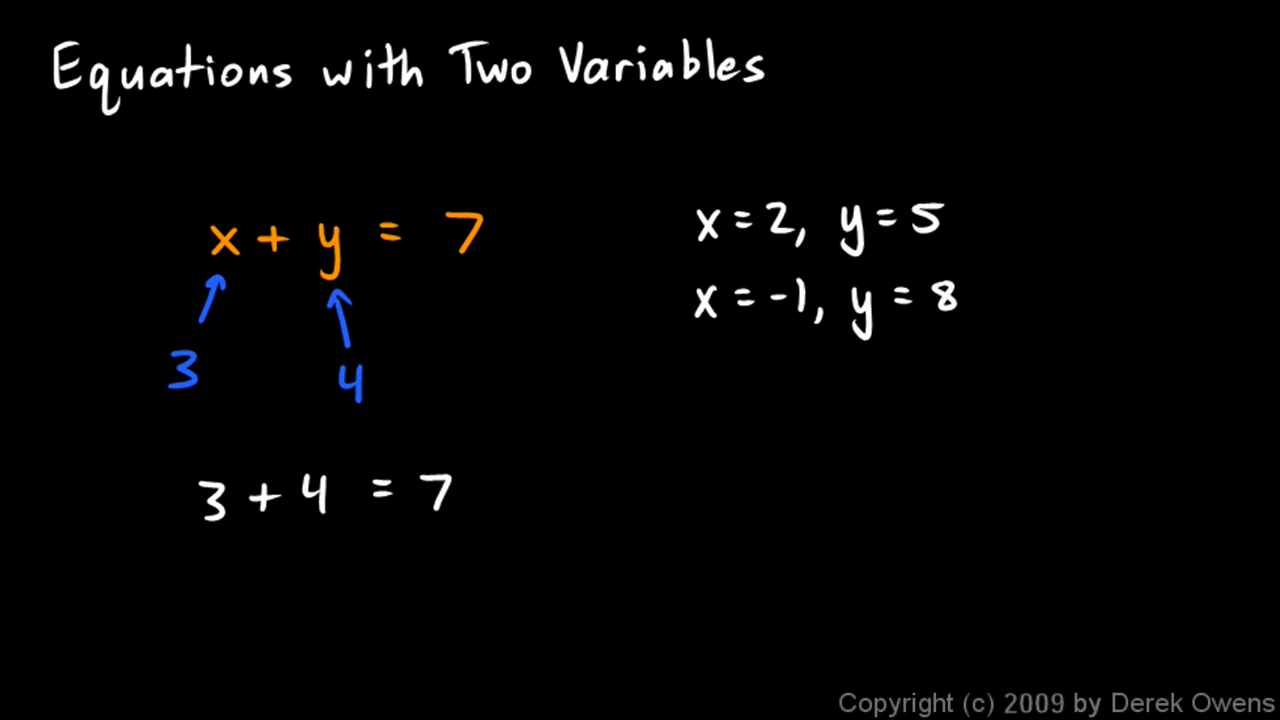 Equations with Two Variables
x + y = 7
3 4
3 + 4 = 7
x = 2, y = 5
x = -1, y = 8
Copyright (c) 2009 by Derek Owens